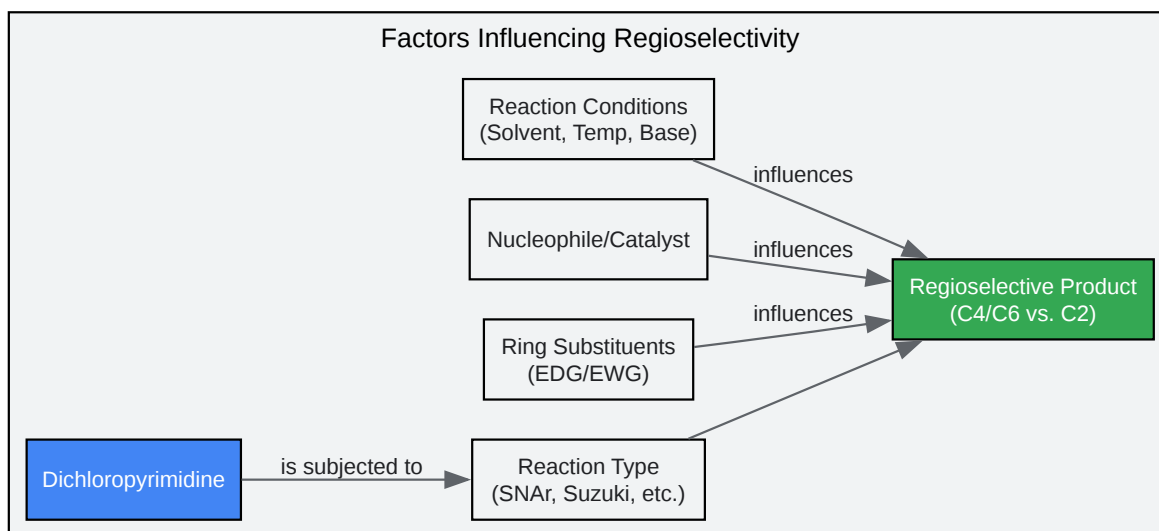 Factors Influencing Regioselectivity
Reaction Conditions
(Solvent, Temp, Base)
influences
Nucleophile/Catalyst
influences
Regioselective Product
(C4/C6 vs. C2)
influences
Ring Substituents
(EDG/EWG)
Dichloropyrimidine
is subjected to
Reaction Type
(SNAr, Suzuki, etc.)